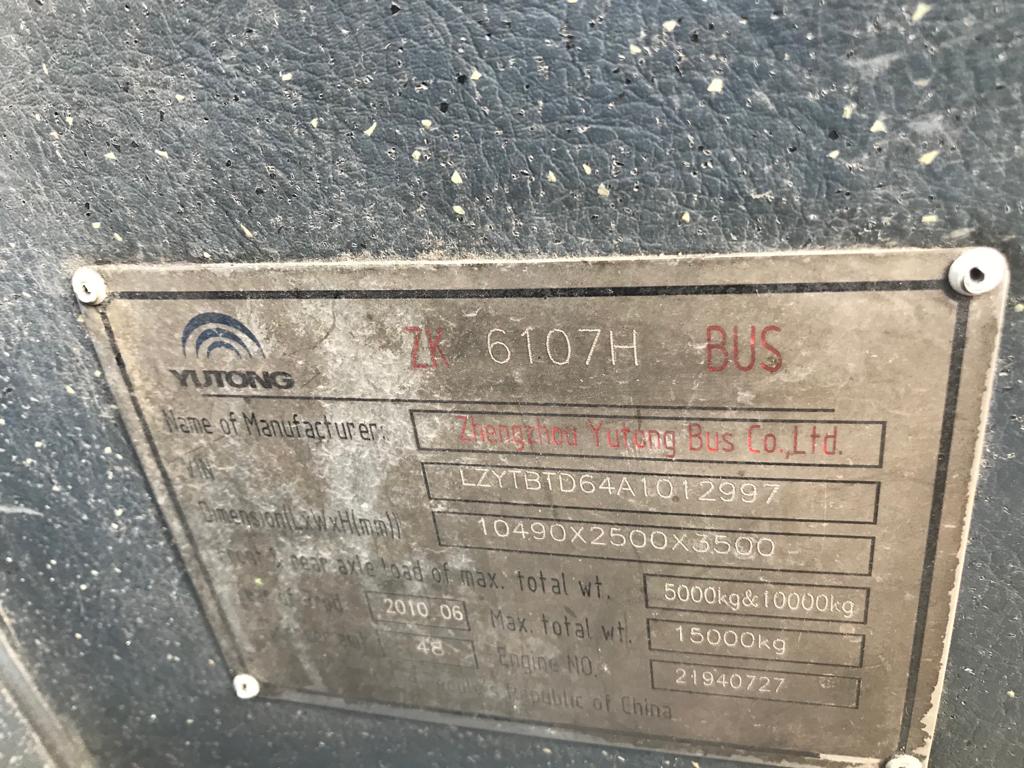 YUTONG
ZK 6107H BUS
Name of Manufacturer: Zhengzhou Yutong Bus Co.,Ltd.
VIN LZYTBTD64A1012997
Dimension(LxWxH(mm)) 10490X2500X3500
rear axle load of max. total wt. 5000kg&10000kg
2010.06 Max. total wt. 15000kg
48 Engine NO. 21940727
Republic of China